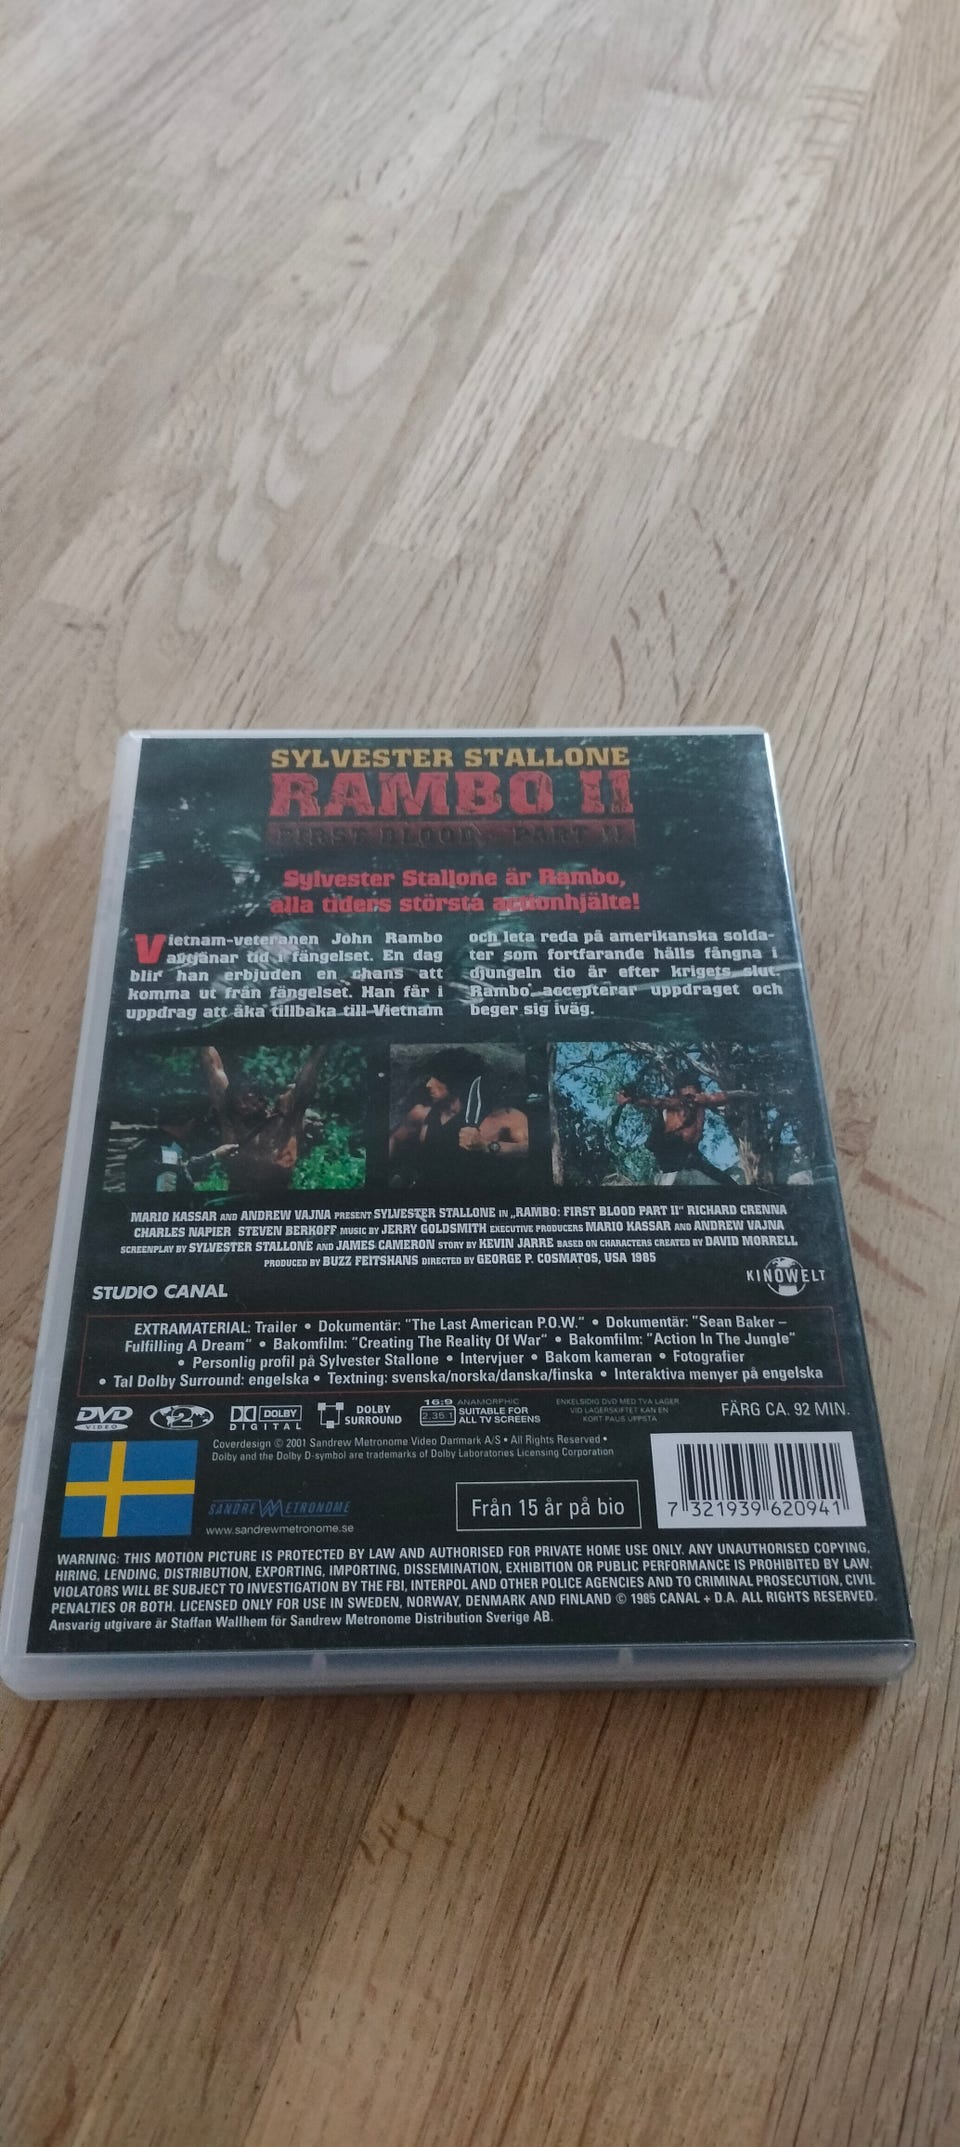 SYLVESTER STALLONE
RAMBO II
FIRST BLOOD PART II
Sylvester Stallone är Rambo,
alla tiders största actionhjälte!
Vietnam-veteranen John Rambo
avtjänar tid i fängelset. En dag
blir han erbjuden en chans att
komma ut från fängelset. Han får i
uppdrag att åka tillbaka till Vietnam
och leta reda på amerikanska solda-
ter som fortfarande hålls fångna i
djungeln tio år efter krigets slut.
Rambo accepterar uppdraget och
beger sig iväg.
MARIO KASSAR AND ANDREW VAJNA PRESENT SYLVESTER STALLONE IN „RAMBO: FIRST BLOOD PART II“ RICHARD CRENNA
CHARLES NAPIER STEVEN BERKOFF MUSIC BY JERRY GOLDSMITH EXECUTIVE PRODUCERS MARIO KASSAR AND ANDREW VAJNA
SCREENPLAY BY SYLVESTER STALLONE AND JAMES CAMERON STORY BY KEVIN JARRE BASED ON CHARACTERS CREATED BY DAVID MORRELL
PRODUCED BY BUZZ FEITSHANS DIRECTED BY GEORGE P. COSMATOS, USA 1985
STUDIO CANAL
KINOWELT
EXTRAMATERIAL: Trailer • Dokumentär: "The Last American P.O.W." • Dokumentär: "Sean Baker –
Fulfilling A Dream" • Bakomfilm: "Creating The Reality Of War" • Bakomfilm: "Action In The Jungle"
• Personlig profil på Sylvester Stallone • Intervjuer • Bakom kameran • Fotografier
• Tal Dolby Surround: engelska • Textning: svenska/norska/danska/finska • Interaktiva menyer på engelska
DVD VIDEO
2
DOLBY DIGITAL
DOLBY SURROUND
16:9 ANAMORPHIC
2.35:1 SUITABLE FOR ALL TV SCREENS
ENKELSIDIG DVD MED TVÅ LAGER.
VID LAGERSKIFTET KAN EN
KORT PAUS UPPSTÅ
FÄRG CA. 92 MIN.
Coverdesign © 2001 Sandrew Metronome Video Danmark A/S • All Rights Reserved •
Dolby and the Dolby D-symbol are trademarks of Dolby Laboratories Licensing Corporation
SANDREW METRONOME
www.sandrewmetronome.se
Från 15 år på bio
7 321939 620941
WARNING: THIS MOTION PICTURE IS PROTECTED BY LAW AND AUTHORISED FOR PRIVATE HOME USE ONLY. ANY UNAUTHORISED COPYING,
HIRING, LENDING, DISTRIBUTION, EXPORTING, IMPORTING, DISSEMINATION, EXHIBITION OR PUBLIC PERFORMANCE IS PROHIBITED BY LAW.
VIOLATORS WILL BE SUBJECT TO INVESTIGATION BY THE FBI, INTERPOL AND OTHER POLICE AGENCIES AND TO CRIMINAL PROSECUTION, CIVIL
PENALTIES OR BOTH. LICENSED ONLY FOR USE IN SWEDEN, NORWAY, DENMARK AND FINLAND © 1985 CANAL + D.A. ALL RIGHTS RESERVED.
Ansvarig utgivare är Staffan Wallhem för Sandrew Metronome Distribution Sverige AB.